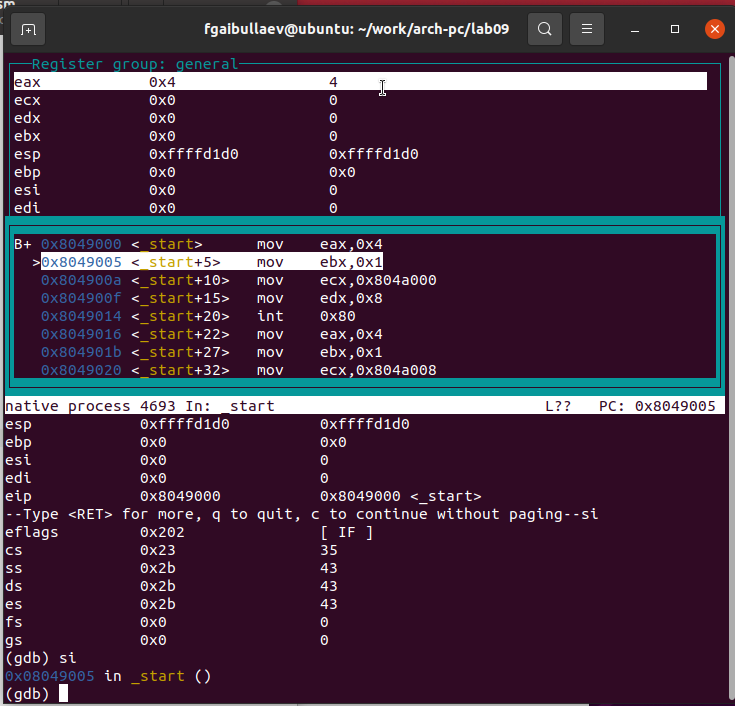 sm
fgaibullaev@ubuntu: ~/work/arch-pc/lab09
Register group: general
eax 0x4 4
ecx 0x0 0
edx 0x0 0
ebx 0x0 0
esp 0xffffd1d0 0xffffd1d0
ebp 0x0 0x0
esi 0x0 0
edi 0x0 0
B+ 0x8049000 <_start> mov eax,0x4
>0x8049005 <_start+5> mov ebx,0x1
0x804900a <_start+10> mov ecx,0x804a000
0x804900f <_start+15> mov edx,0x8
0x8049014 <_start+20> int 0x80
0x8049016 <_start+22> mov eax,0x4
0x804901b <_start+27> mov ebx,0x1
0x8049020 <_start+32> mov ecx,0x804a008
native process 4693 In: _start L?? PC: 0x8049005
esp 0xffffd1d0 0xffffd1d0
ebp 0x0 0x0
esi 0x0 0
edi 0x0 0
eip 0x8049000 0x8049000 <_start>
--Type <RET> for more, q to quit, c to continue without paging--si
eflags 0x202 [ IF ]
cs 0x23 35
ss 0x2b 43
ds 0x2b 43
es 0x2b 43
fs 0x0 0
gs 0x0 0
(gdb) si
0x08049005 in _start ()
(gdb)